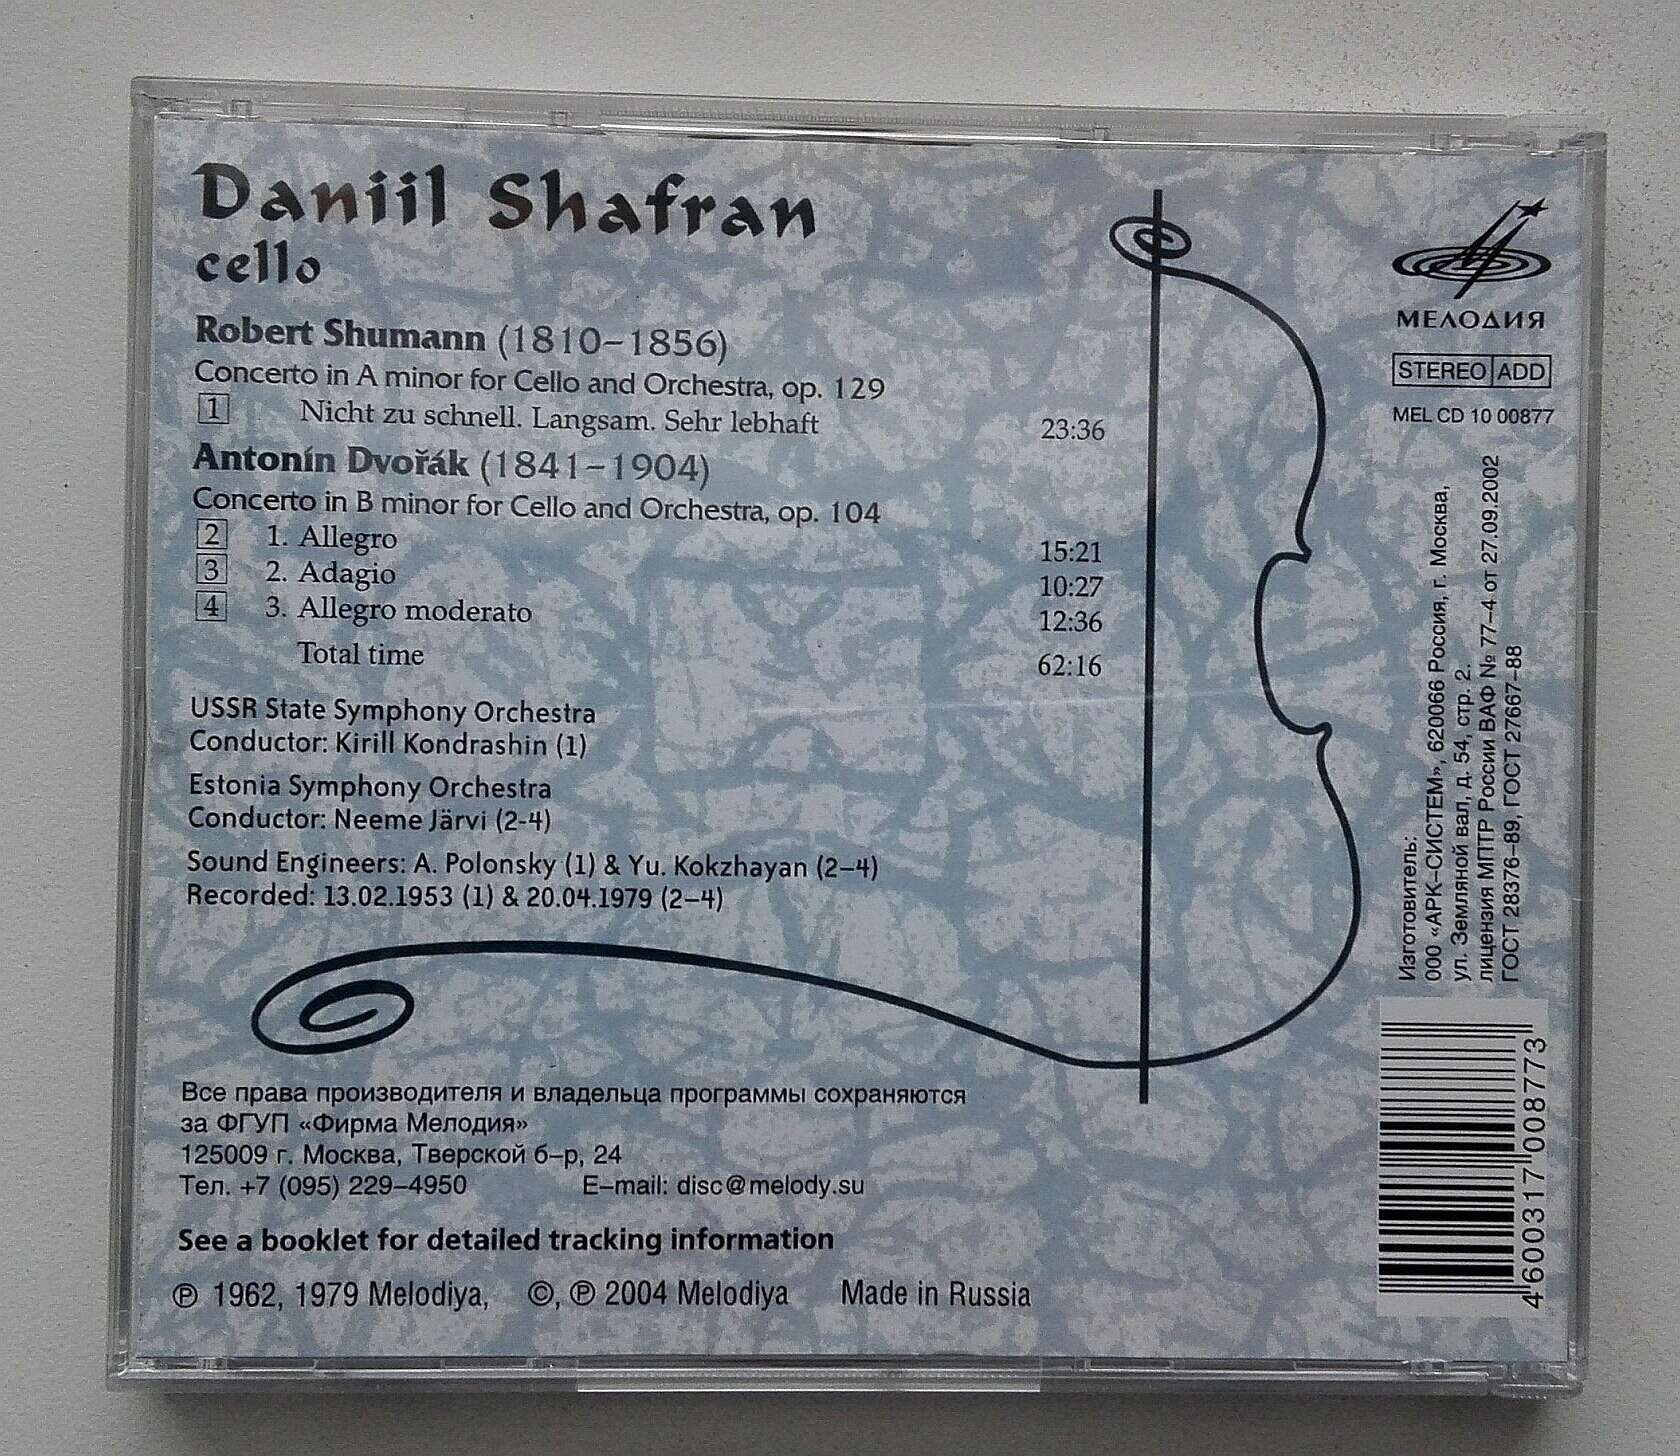 Daniil Shafran
cello
Robert Shumann (1810–1856)
Concerto in A minor for Cello and Orchestra, op. 129
1 Nicht zu schnell. Langsam. Sehr lebhaft 23:36
Antonín Dvořák (1841–1904)
Concerto in B minor for Cello and Orchestra, op. 104
2 1. Allegro 15:21
3 2. Adagio 10:27
4 3. Allegro moderato 12:36
Total time 62:16
USSR State Symphony Orchestra
Conductor: Kirill Kondrashin (1)
Estonia Symphony Orchestra
Conductor: Neeme Järvi (2-4)
Sound Engineers: A. Polonsky (1) & Yu. Kokzhayan (2–4)
Recorded: 13.02.1953 (1) & 20.04.1979 (2–4)
Все права производителя и владельца программы сохраняются
за ФГУП «Фирма Мелодия»
125009 г. Москва, Тверской б–р, 24
Тел. +7 (095) 229–4950 E–mail: disc@melody.su
See a booklet for detailed tracking information
℗ 1962, 1979 Melodiya, ©, ℗ 2004 Melodiya Made in Russia
МЕЛОДИЯ
STEREO ADD
MEL CD 10 00877
Изготовитель:
ООО «АРК–СИСТЕМ», 620066 Россия, г. Москва,
ул. Земляной вал, д. 54, стр. 2.
лицензия МПТР России ВАФ № 77–4 от 27.09.2002
ГОСТ 28376–89, ГОСТ 27667–88
4 600317 008773